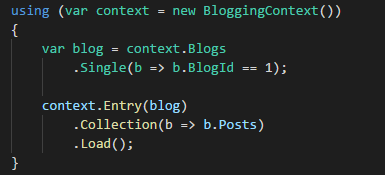 using (var context = new BloggingContext())
{
    var blog = context.Blogs
        .Single(b => b.BlogId == 1);

    context.Entry(blog)
        .Collection(b => b.Posts)
        .Load();
}